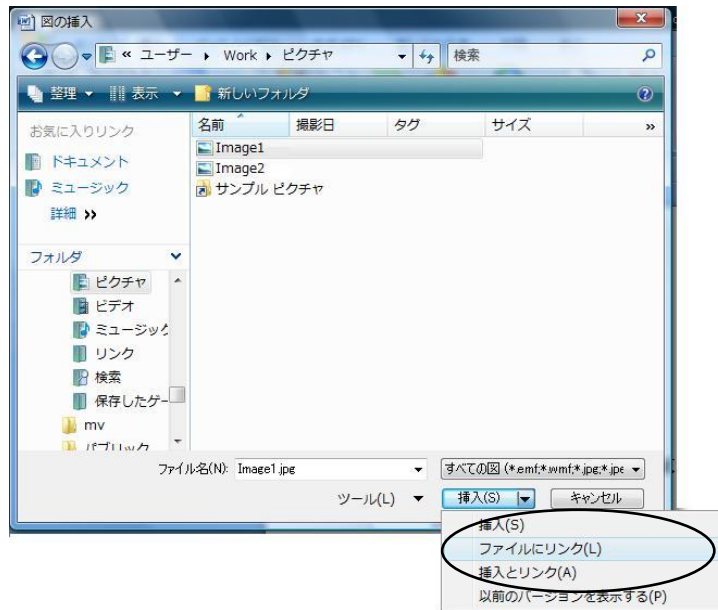 図の挿入
« ユーザー ▸ Work ▸ ピクチャ
検索
整理 表示 新しいフォルダ
お気に入りリンク
ドキュメント
ミュージック
詳細 »
フォルダ
ピクチャ
ビデオ
ミュージック
リンク
検索
保存したゲー
mv
パブリック
名前 撮影日 タグ サイズ »
Image1
Image2
サンプル ピクチャ
ファイル名(N): Image1.jpg
すべての図 (*.emf;*.wmf;*.jpg;*.jpe
ツール(L) 挿入(S) キャンセル
挿入(S)
ファイルにリンク(L)
挿入とリンク(A)
以前のバージョンを表示する(P)